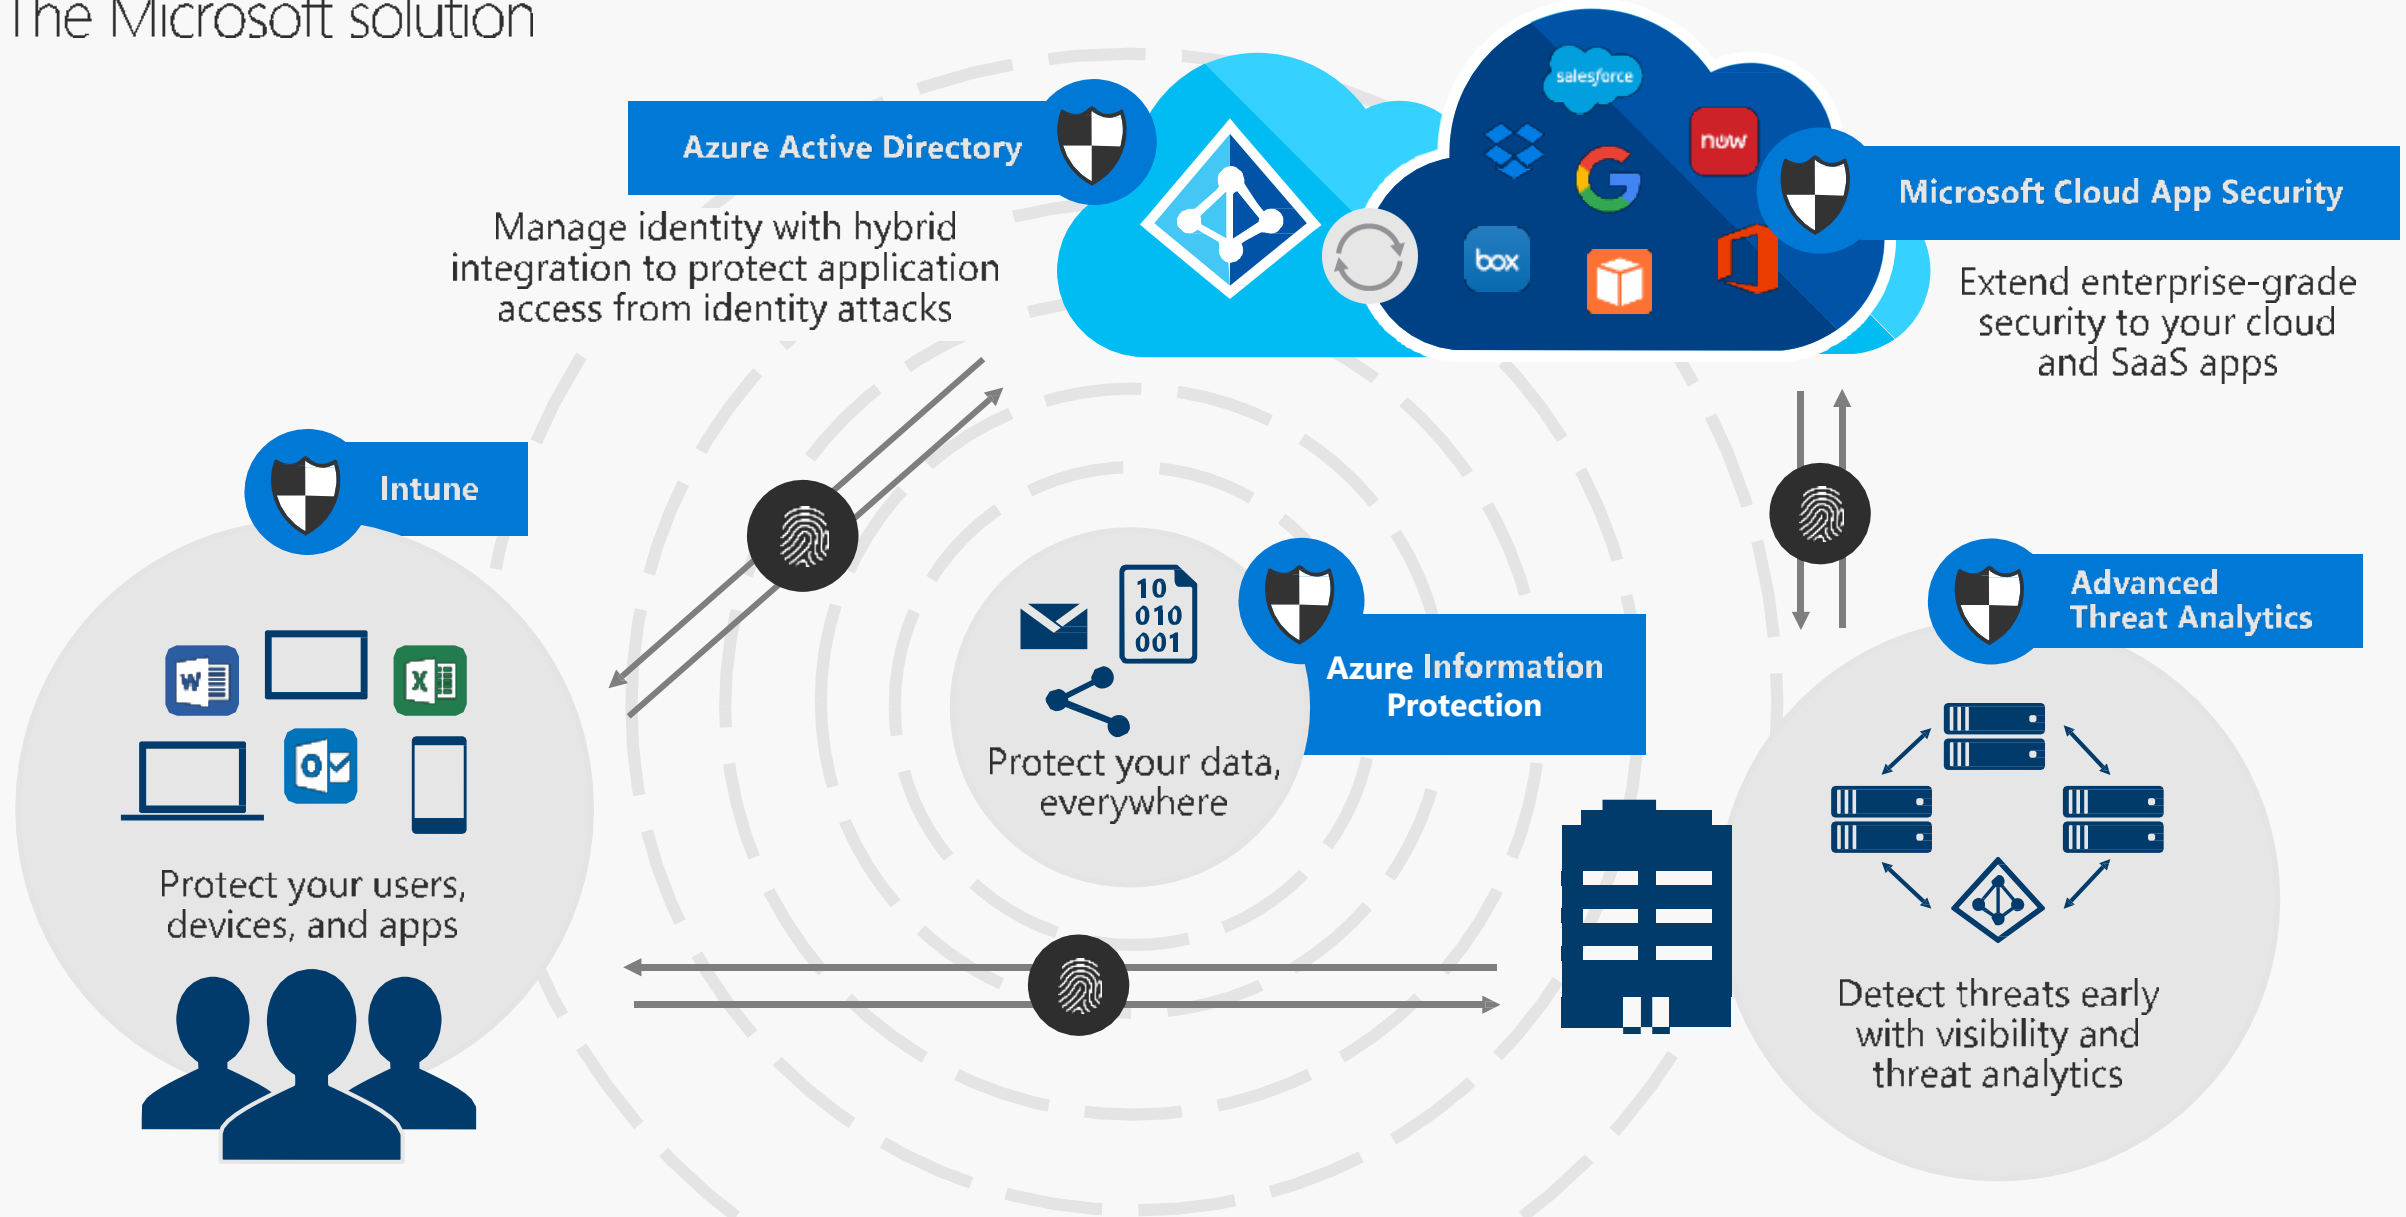 The Microsoft solution
salesforce
now
box
Azure Active Directory
Manage identity with hybrid
integration to protect application
access from identity attacks
Microsoft Cloud App Security
Extend enterprise-grade
security to your cloud
and SaaS apps
Intune
W
X
O
Protect your users,
devices, and apps
10
010
001
Azure Information
Protection
Protect your data,
everywhere
Advanced
Threat Analytics
Detect threats early
with visibility and
threat analytics